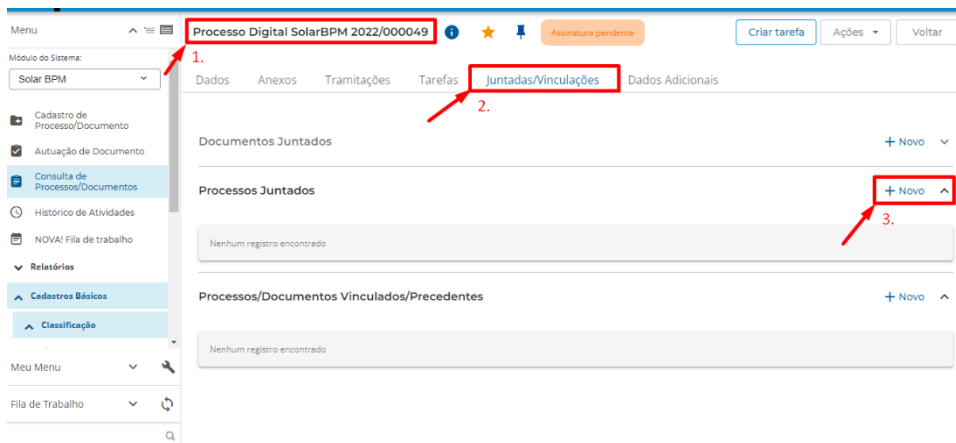 Menu
Processo Digital SolarBPM 2022/000049
Assinatura pendente
Criar tarefa
Ações
Voltar
1.
Módulo do Sistema:
Solar BPM
Dados
Anexos
Tramitações
Tarefas
Juntadas/Vinculações
Dados Adicionais
2.
Cadastro de
Processo/Documento
Autuação de Documento
Consulta de
Processos/Documentos
Histórico de Atividades
NOVA! Fila de trabalho
Relatórios
Cadastros Básicos
Classificação
Meu Menu
Fila de Trabalho
Documentos Juntados
+ Novo
Processos Juntados
+ Novo
3.
Nenhum registro encontrado
Processos/Documentos Vinculados/Precedentes
+ Novo
Nenhum registro encontrado